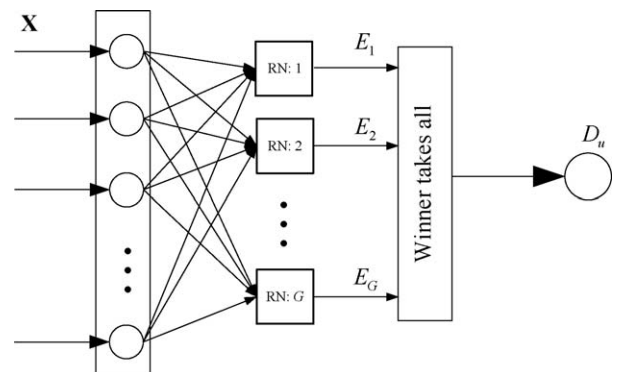 X
RN: 1
E1
RN: 2
E2
RN: G
EG
Winner takes all
Du